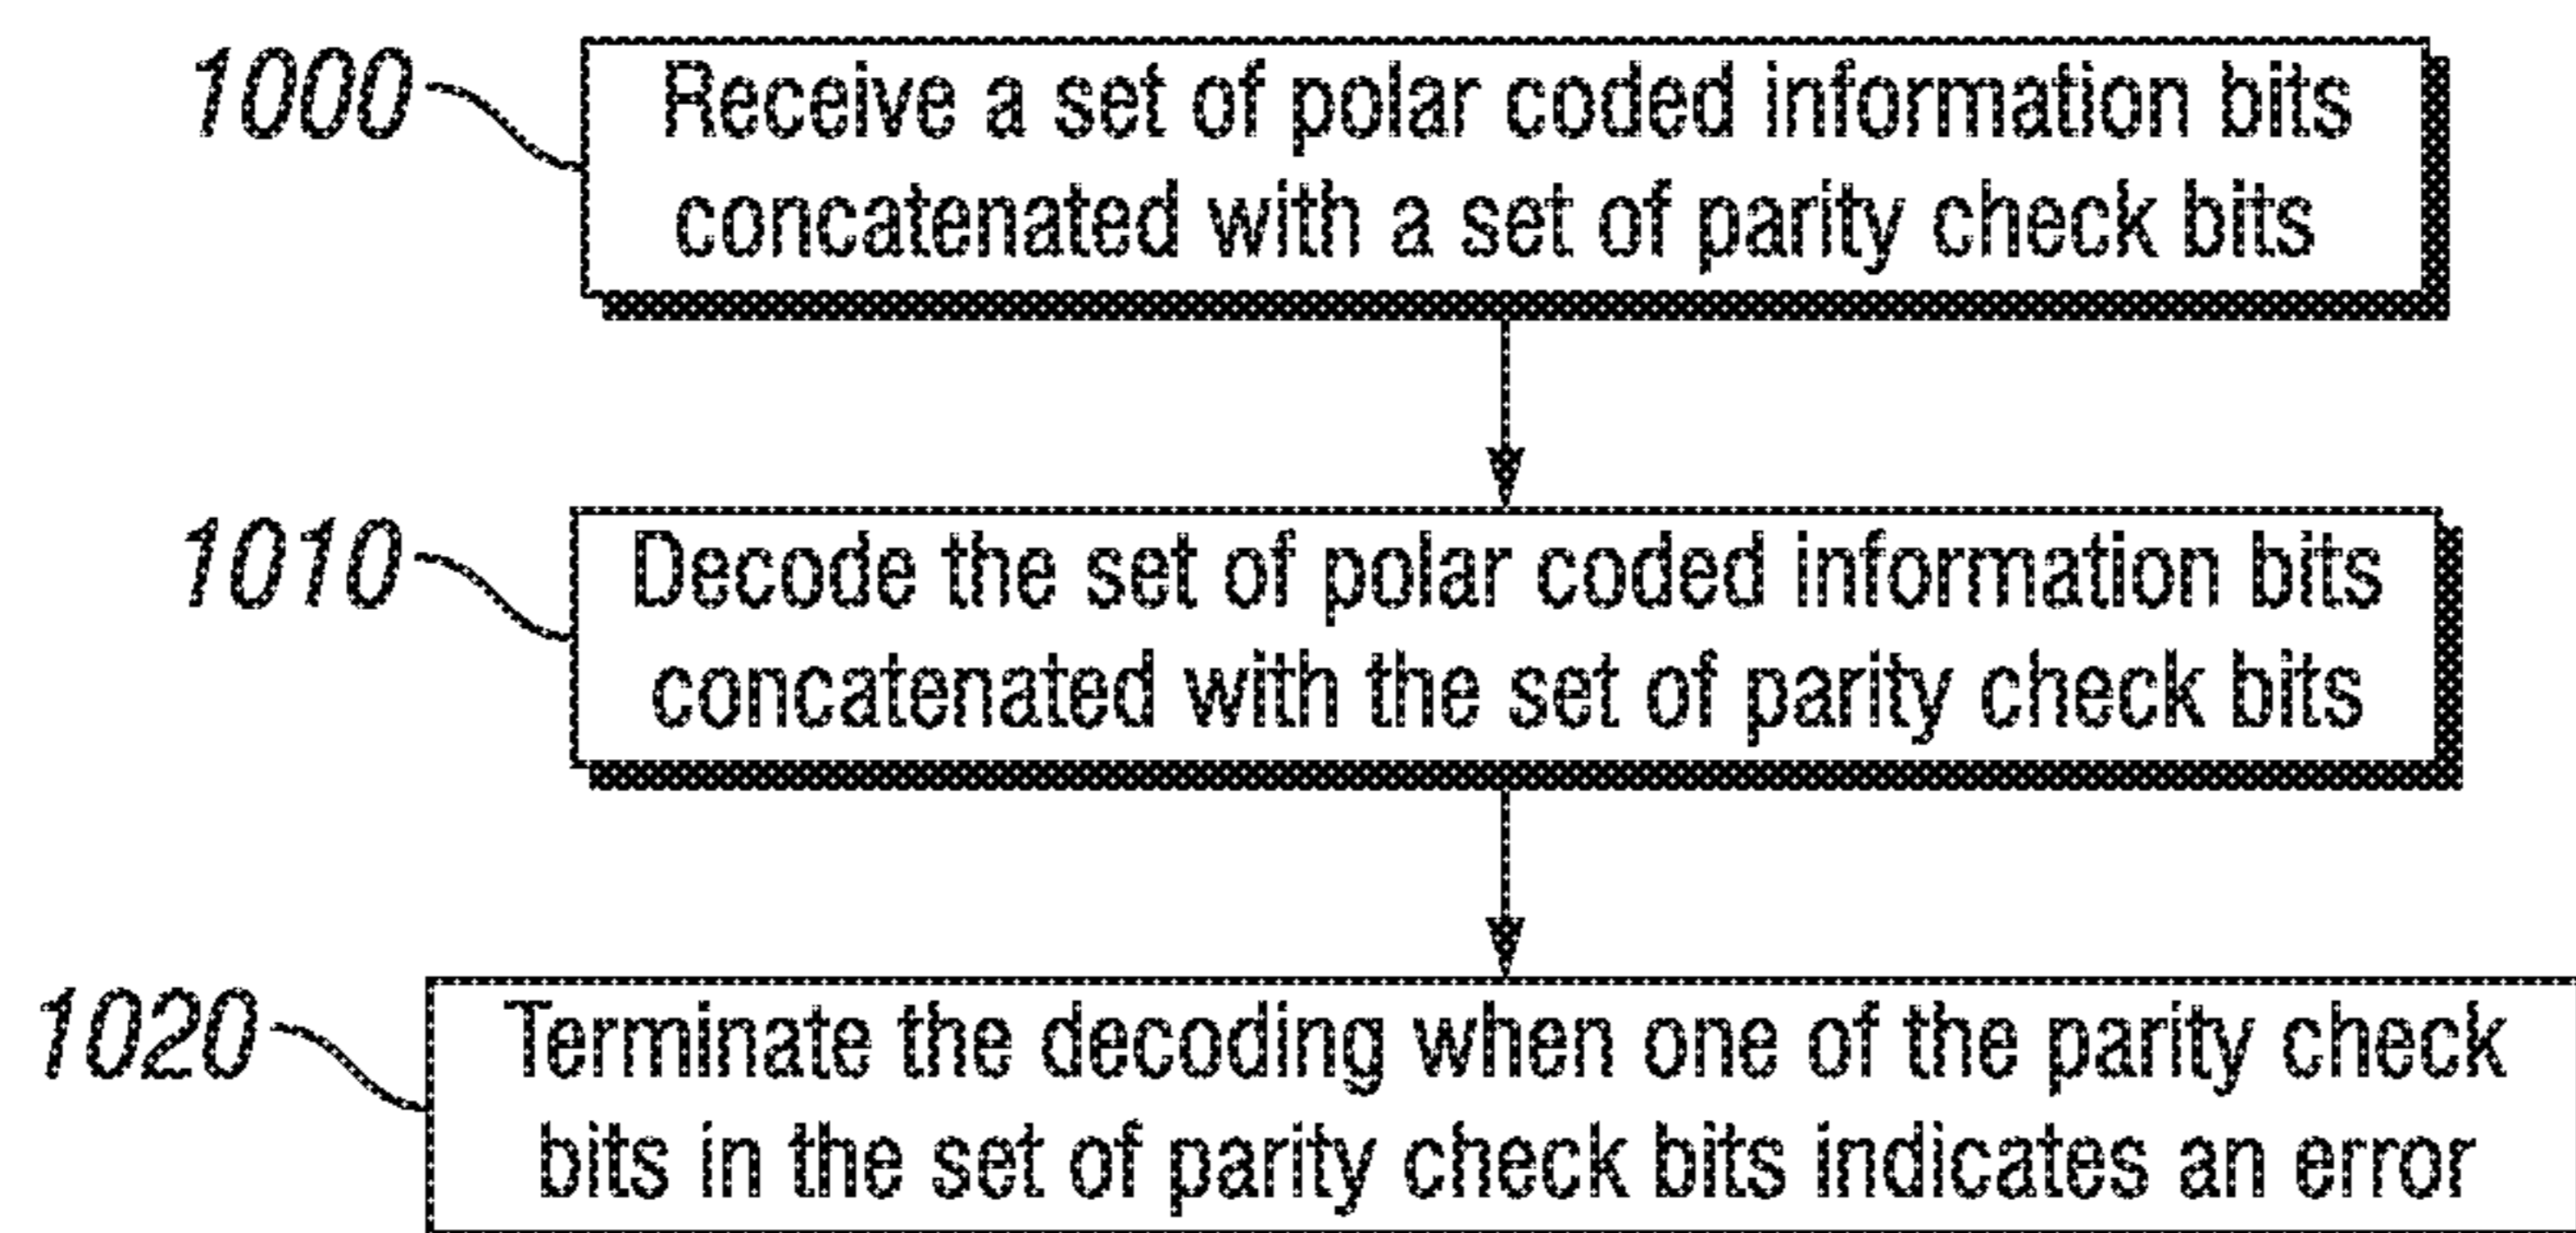 1000
Receive a set of polar coded information bits
concatenated with a set of parity check bits
1010
Decode the set of polar coded information bits
concatenated with the set of parity check bits
1020
Terminate the decoding when one of the parity check
bits in the set of parity check bits indicates an error